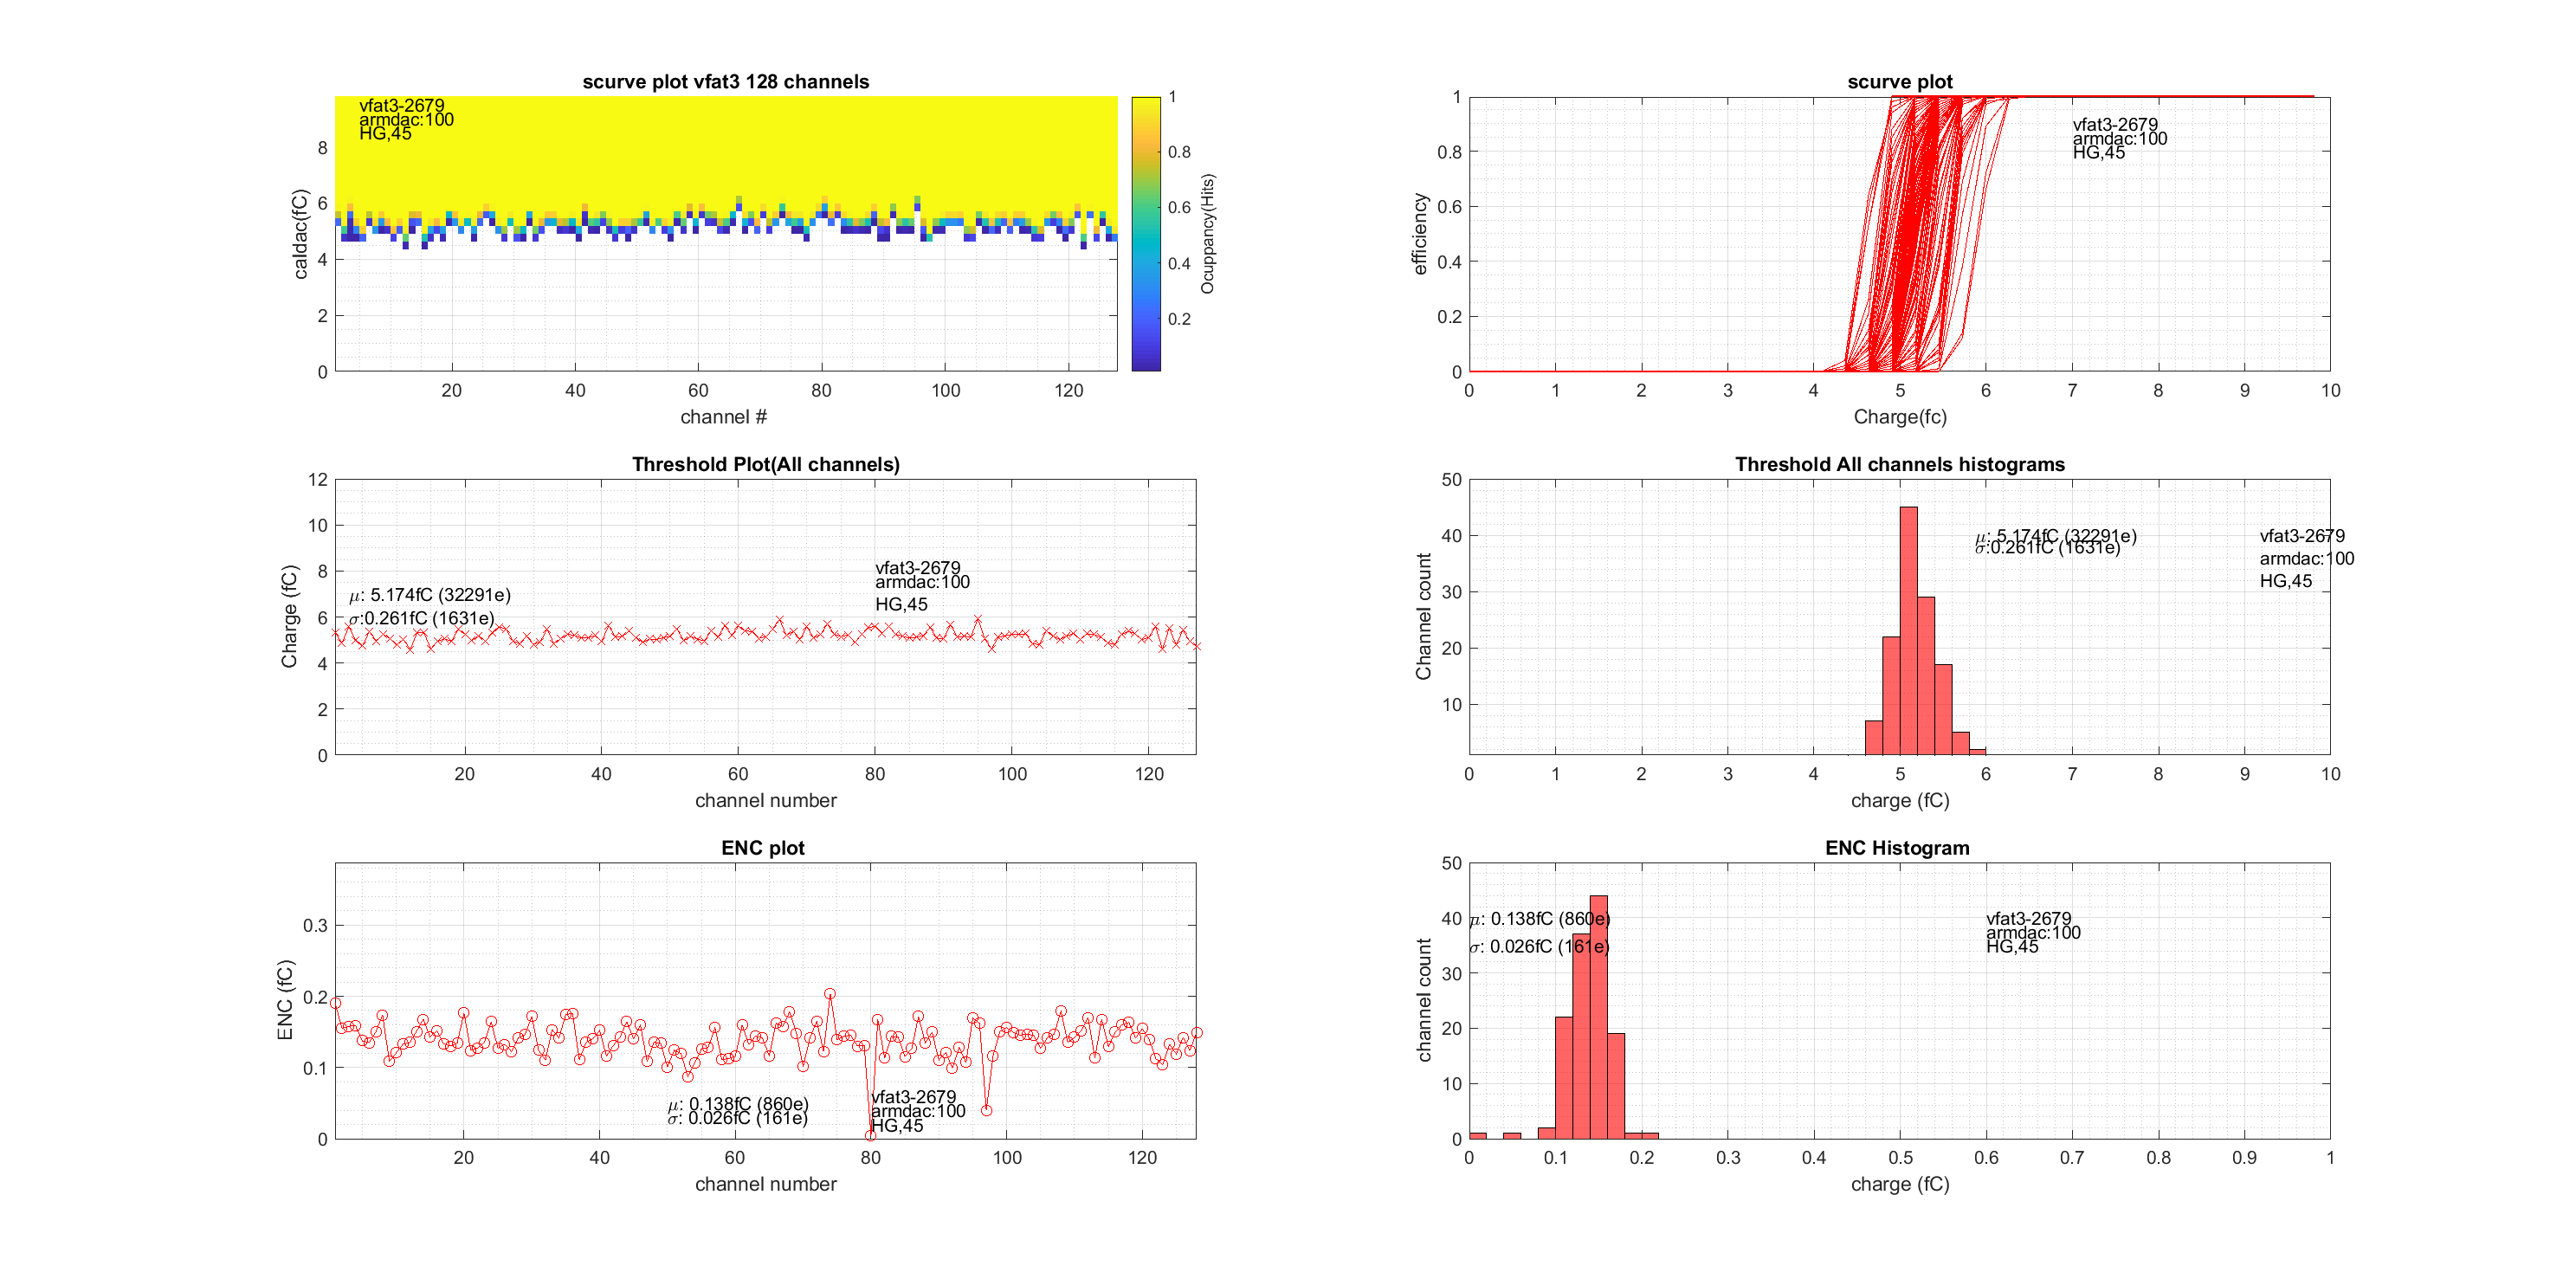 scurve plot vfat3 128 channels
vfat3-2679
armdac:100
HG,45
caldac(fC)
8
6
4
2
0
20
40
60
80
100
120
channel #
1
0.8
0.6
0.4
0.2
Ocuppancy(Hits)
scurve plot
vfat3-2679
armdac:100
HG,45
efficiency
1
0.8
0.6
0.4
0.2
0
0
1
2
3
4
5
6
7
8
9
10
Charge(fc)
Threshold Plot(All channels)
vfat3-2679
armdac:100
HG,45
μ: 5.174fC (32291e)
σ:0.261fC (1631e)
Charge (fC)
12
10
8
6
4
2
0
20
40
60
80
100
120
channel number
Threshold All channels histograms
μ: 5.174fC (32291e)
σ:0.261fC (1631e)
vfat3-2679
armdac:100
HG,45
Channel count
50
40
30
20
10
0
1
2
3
4
5
6
7
8
9
10
charge (fC)
ENC plot
ENC (fC)
0.3
0.2
0.1
0
μ: 0.138fC (860e)
σ: 0.026fC (161e)
vfat3-2679
armdac:100
HG,45
20
40
60
80
100
120
channel number
ENC Histogram
μ: 0.138fC (860e)
σ: 0.026fC (161e)
vfat3-2679
armdac:100
HG,45
channel count
50
40
30
20
10
0
0
0.1
0.2
0.3
0.4
0.5
0.6
0.7
0.8
0.9
1
charge (fC)